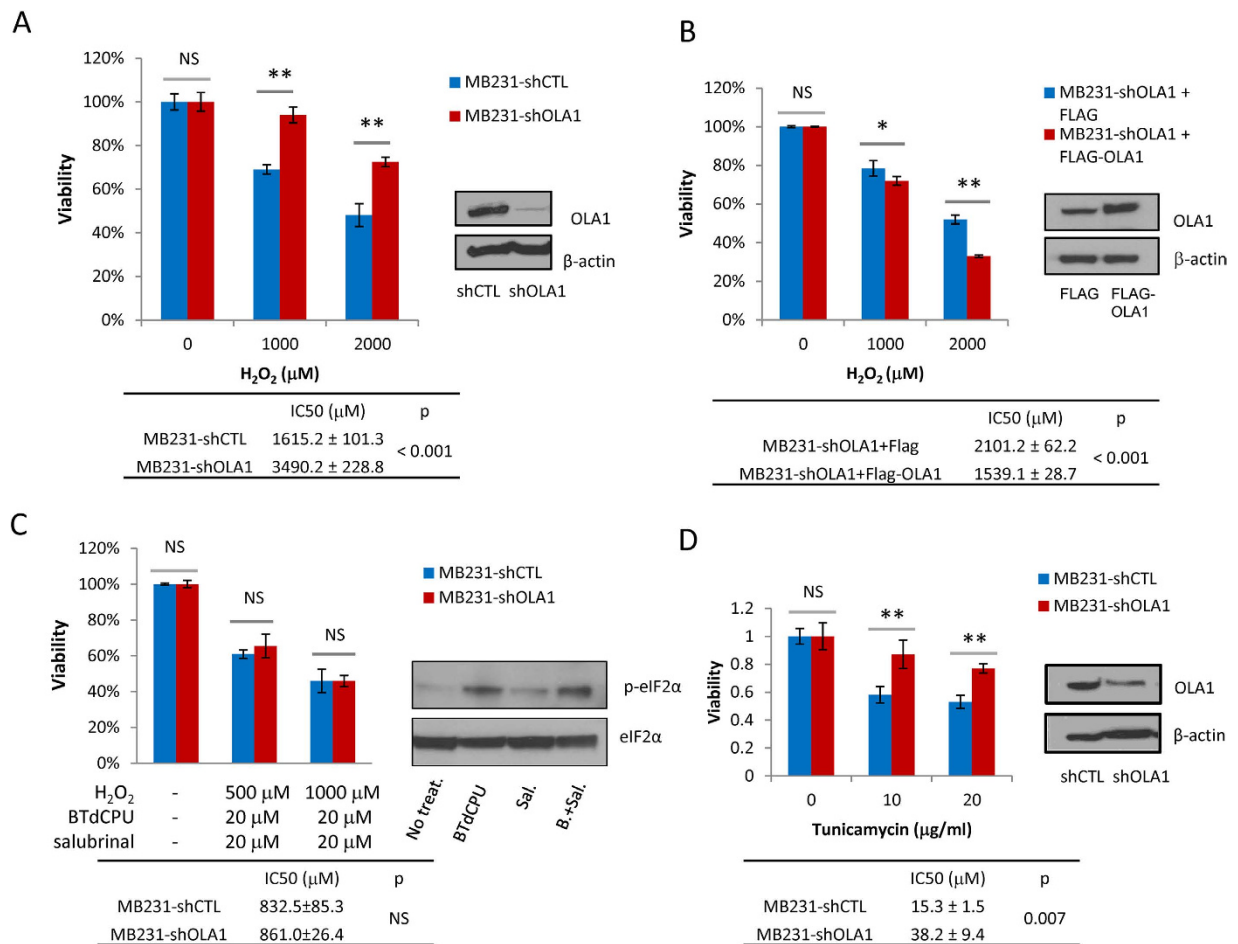 A
120%
100%
80%
60%
40%
20%
0%
Viability
NS
**
**
0 1000 2000
H₂O₂ (μM)
MB231-shCTL
MB231-shOLA1
OLA1
β-actin
shCTL shOLA1
IC50 (μM) p
MB231-shCTL 1615.2 ± 101.3
< 0.001
MB231-shOLA1 3490.2 ± 228.8
B
120%
100%
80%
60%
40%
20%
0%
Viability
NS
*
**
0 1000 2000
H₂O₂ (μM)
MB231-shOLA1 +
FLAG
MB231-shOLA1 +
FLAG-OLA1
OLA1
β-actin
FLAG FLAG-
OLA1
IC50 (μM) p
MB231-shOLA1+Flag 2101.2 ± 62.2
< 0.001
MB231-shOLA1+Flag-OLA1 1539.1 ± 28.7
C
120%
100%
80%
60%
40%
20%
0%
Viability
NS
NS
NS
H₂O₂ - 500 μM 1000 μM
BTdCPU - 20 μM 20 μM
salubrinal - 20 μM 20 μM
MB231-shCTL
MB231-shOLA1
p-eIF2α
eIF2α
No treat. BTdCPU Sal. B.+Sal.
IC50 (μM) p
MB231-shCTL 832.5±85.3
NS
MB231-shOLA1 861.0±26.4
D
1.2
1
0.8
0.6
0.4
0.2
0
Viability
NS
**
**
0 10 20
Tunicamycin (μg/ml)
MB231-shCTL
MB231-shOLA1
OLA1
β-actin
shCTL shOLA1
IC50 (μM) p
MB231-shCTL 15.3 ± 1.5
0.007
MB231-shOLA1 38.2 ± 9.4